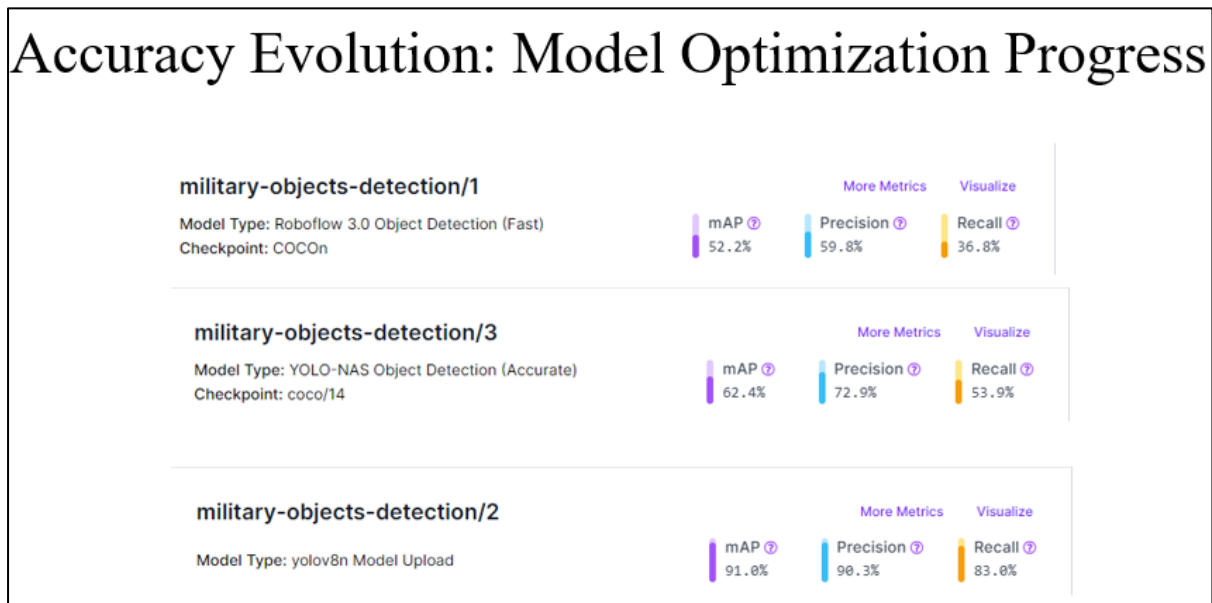 Accuracy Evolution: Model Optimization Progress
military-objects-detection/1
More Metrics Visualize
Model Type: Roboflow 3.0 Object Detection (Fast)
Checkpoint: COCOn
mAP ? Precision ? Recall ?
52.2% 59.8% 36.8%
military-objects-detection/3
More Metrics Visualize
Model Type: YOLO-NAS Object Detection (Accurate)
Checkpoint: coco/14
mAP ? Precision ? Recall ?
62.4% 72.9% 53.9%
military-objects-detection/2
More Metrics Visualize
Model Type: yolov8n Model Upload
mAP ? Precision ? Recall ?
91.0% 90.3% 83.0%